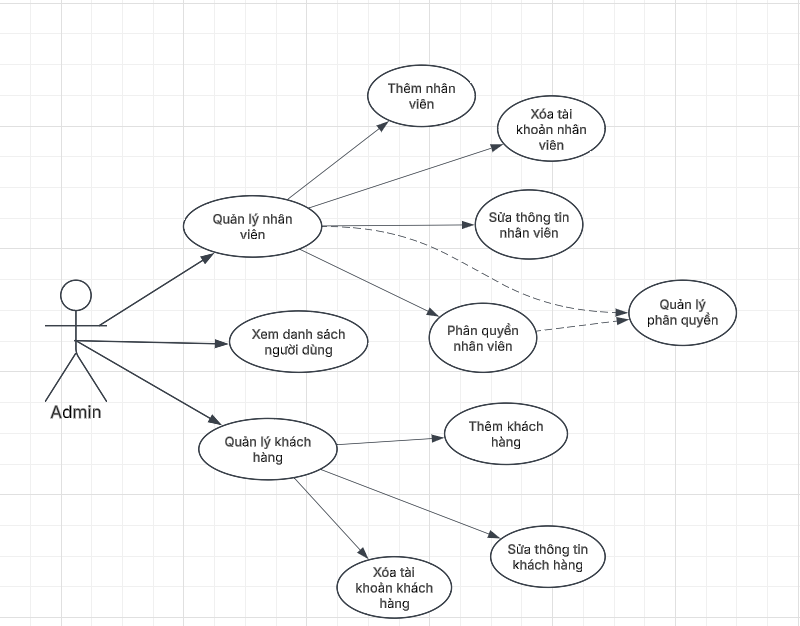 Thêm nhân
viên
Xóa tài
khoản nhân
viên
Quản lý nhân
viên
Sửa thông tin
nhân viên
Quản lý
phân quyền
Phân quyền
nhân viên
Xem danh sách
người dùng
Admin
Thêm khách
hàng
Quản lý khách
hàng
Sửa thông tin
khách hàng
Xóa tài
khoản khách
hàng